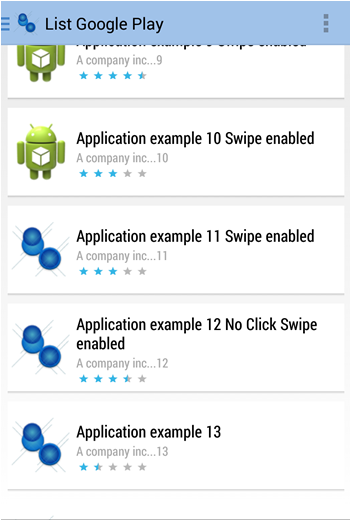 List Google Play
Application example 9 Swipe enabled
A company inc...9
Application example 10 Swipe enabled
A company inc...10
Application example 11 Swipe enabled
A company inc...11
Application example 12 No Click Swipe
enabled
A company inc...12
Application example 13
A company inc...13